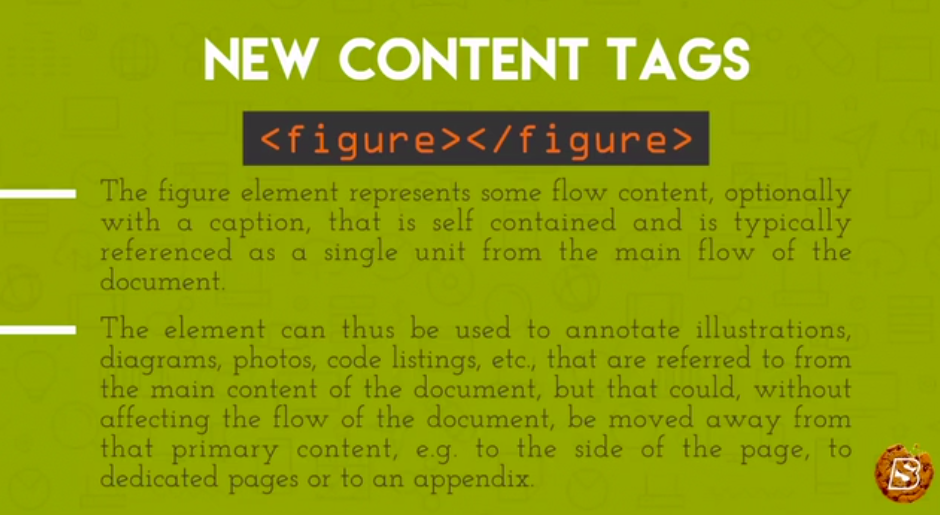 NEW CONTENT TAGS
<figure></figure>
The figure element represents some flow content, optionally
with a caption, that is self contained and is typically
referenced as a single unit from the main flow of the
document.
The element can thus be used to annotate illustrations,
diagrams, photos, code listings, etc., that are referred to from
the main content of the document, but that could, without
affecting the flow of the document, be moved away from
that primary content, e.g. to the side of the page, to
dedicated pages or to an appendix.